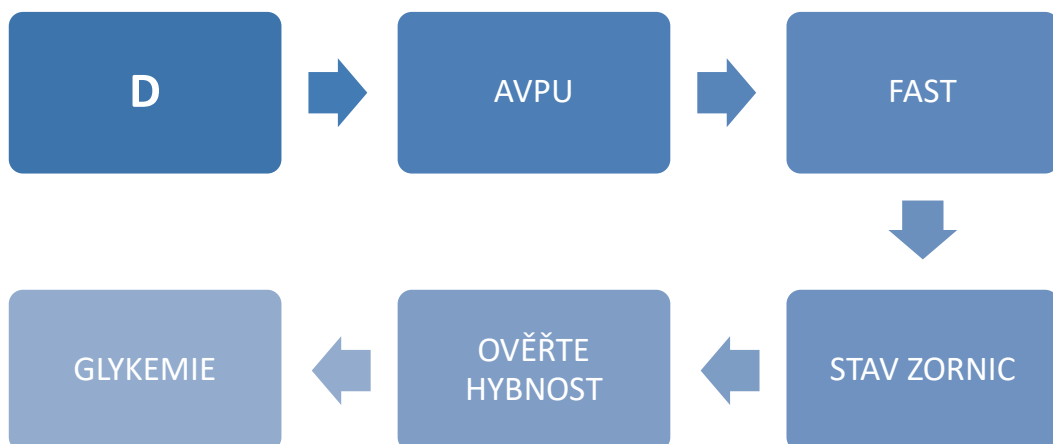 D
AVPU
FAST
STAV ZORNIC
OVĚŘTE
HYBNOST
GLYKEMIE